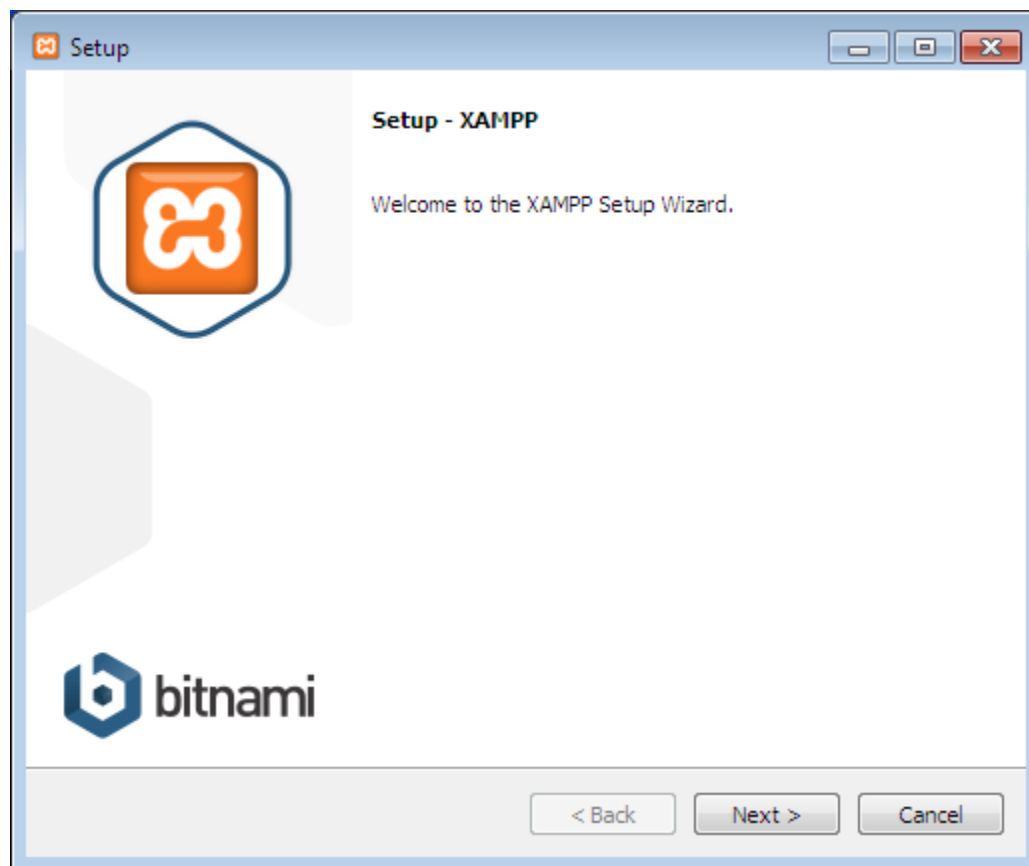 Setup
Setup - XAMPP
Welcome to the XAMPP Setup Wizard.
bitnami
< Back
Next >
Cancel